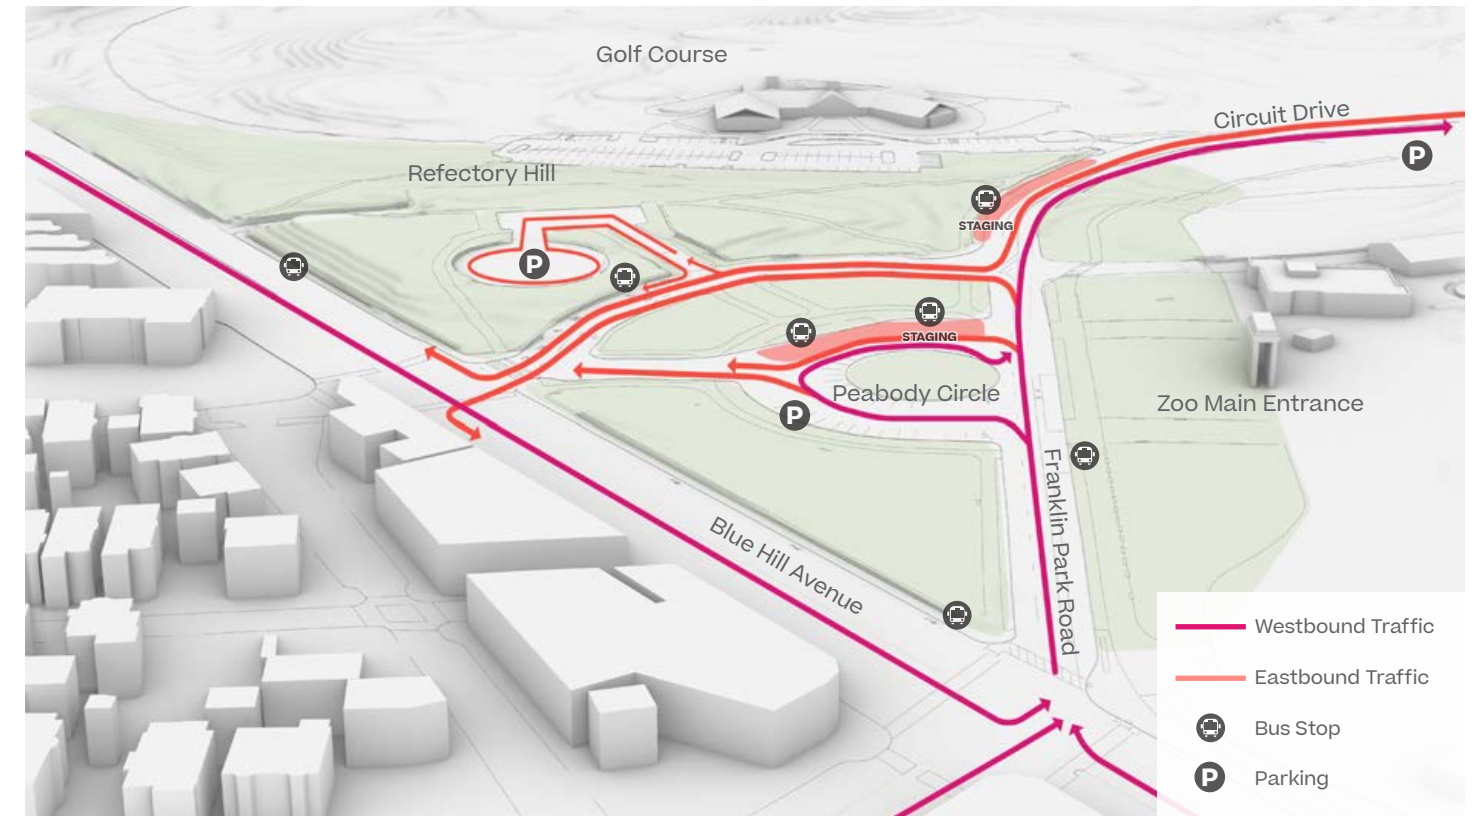 Golf Course
Circuit Drive
P
Refectory Hill
STAGING
P
STAGING
Peabody Circle
P
Zoo Main Entrance
Franklin Park Road
Blue Hill Avenue
Westbound Traffic
Eastbound Traffic
Bus Stop
P Parking